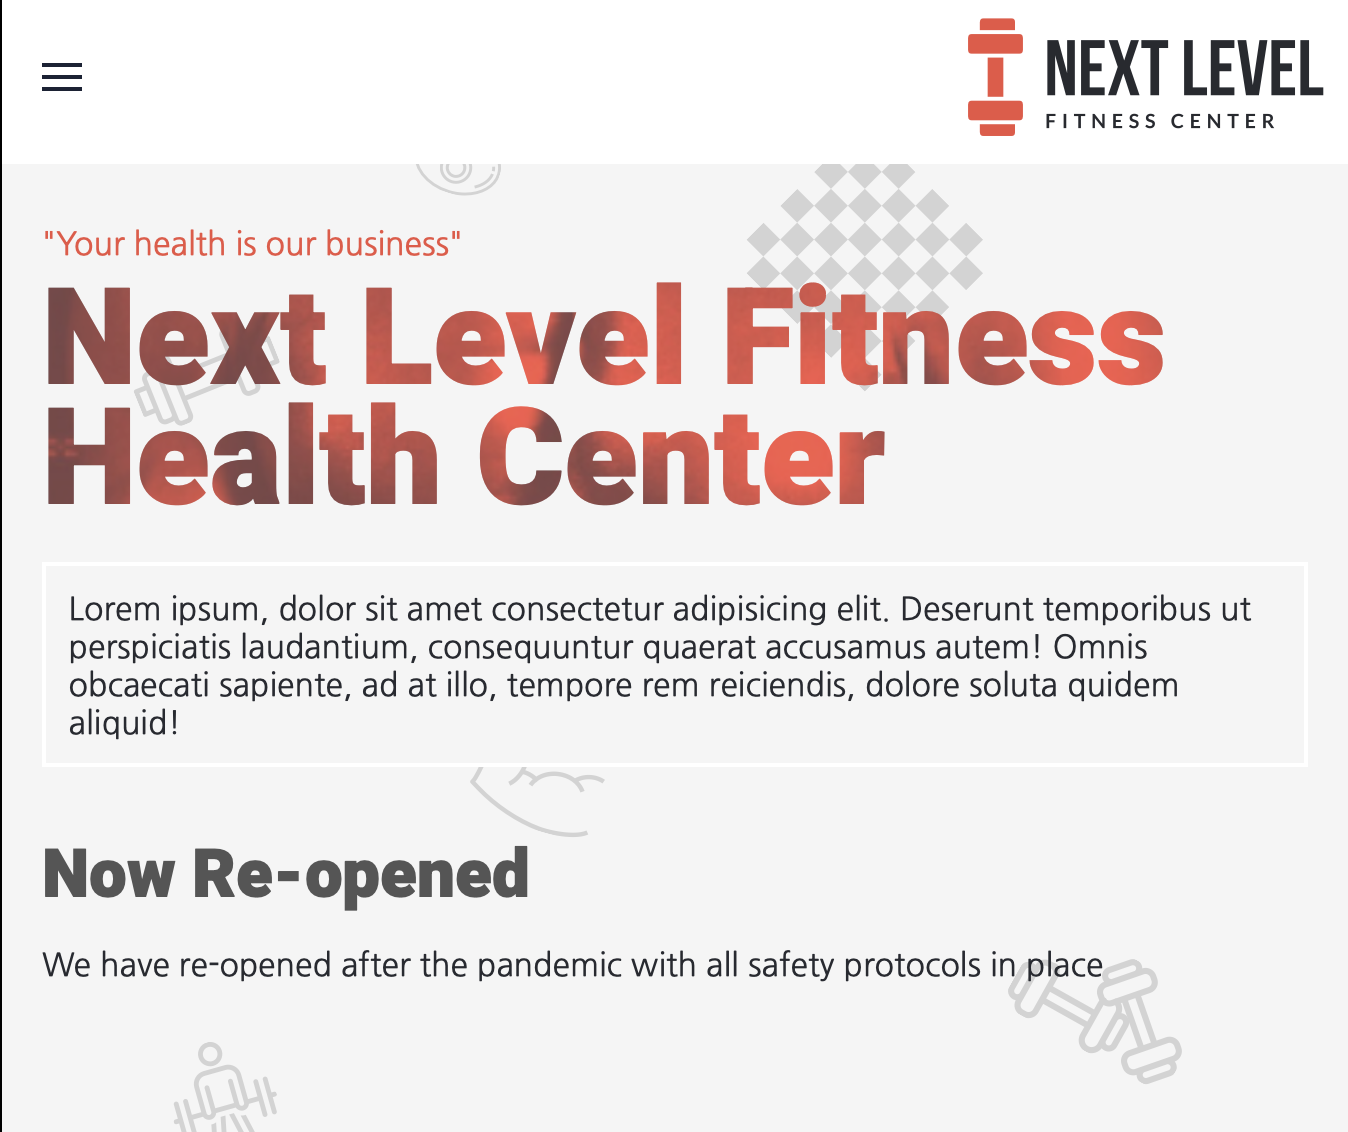 NEXT LEVEL
FITNESS CENTER
"Your health is our business"
Next Level Fitness
Health Center
Lorem ipsum, dolor sit amet consectetur adipisicing elit. Deserunt temporibus ut
perspiciatis laudantium, consequuntur quaerat accusamus autem! Omnis
obcaecati sapiente, ad at illo, tempore rem reiciendis, dolore soluta quidem
aliquid!
Now Re-opened
We have re-opened after the pandemic with all safety protocols in place